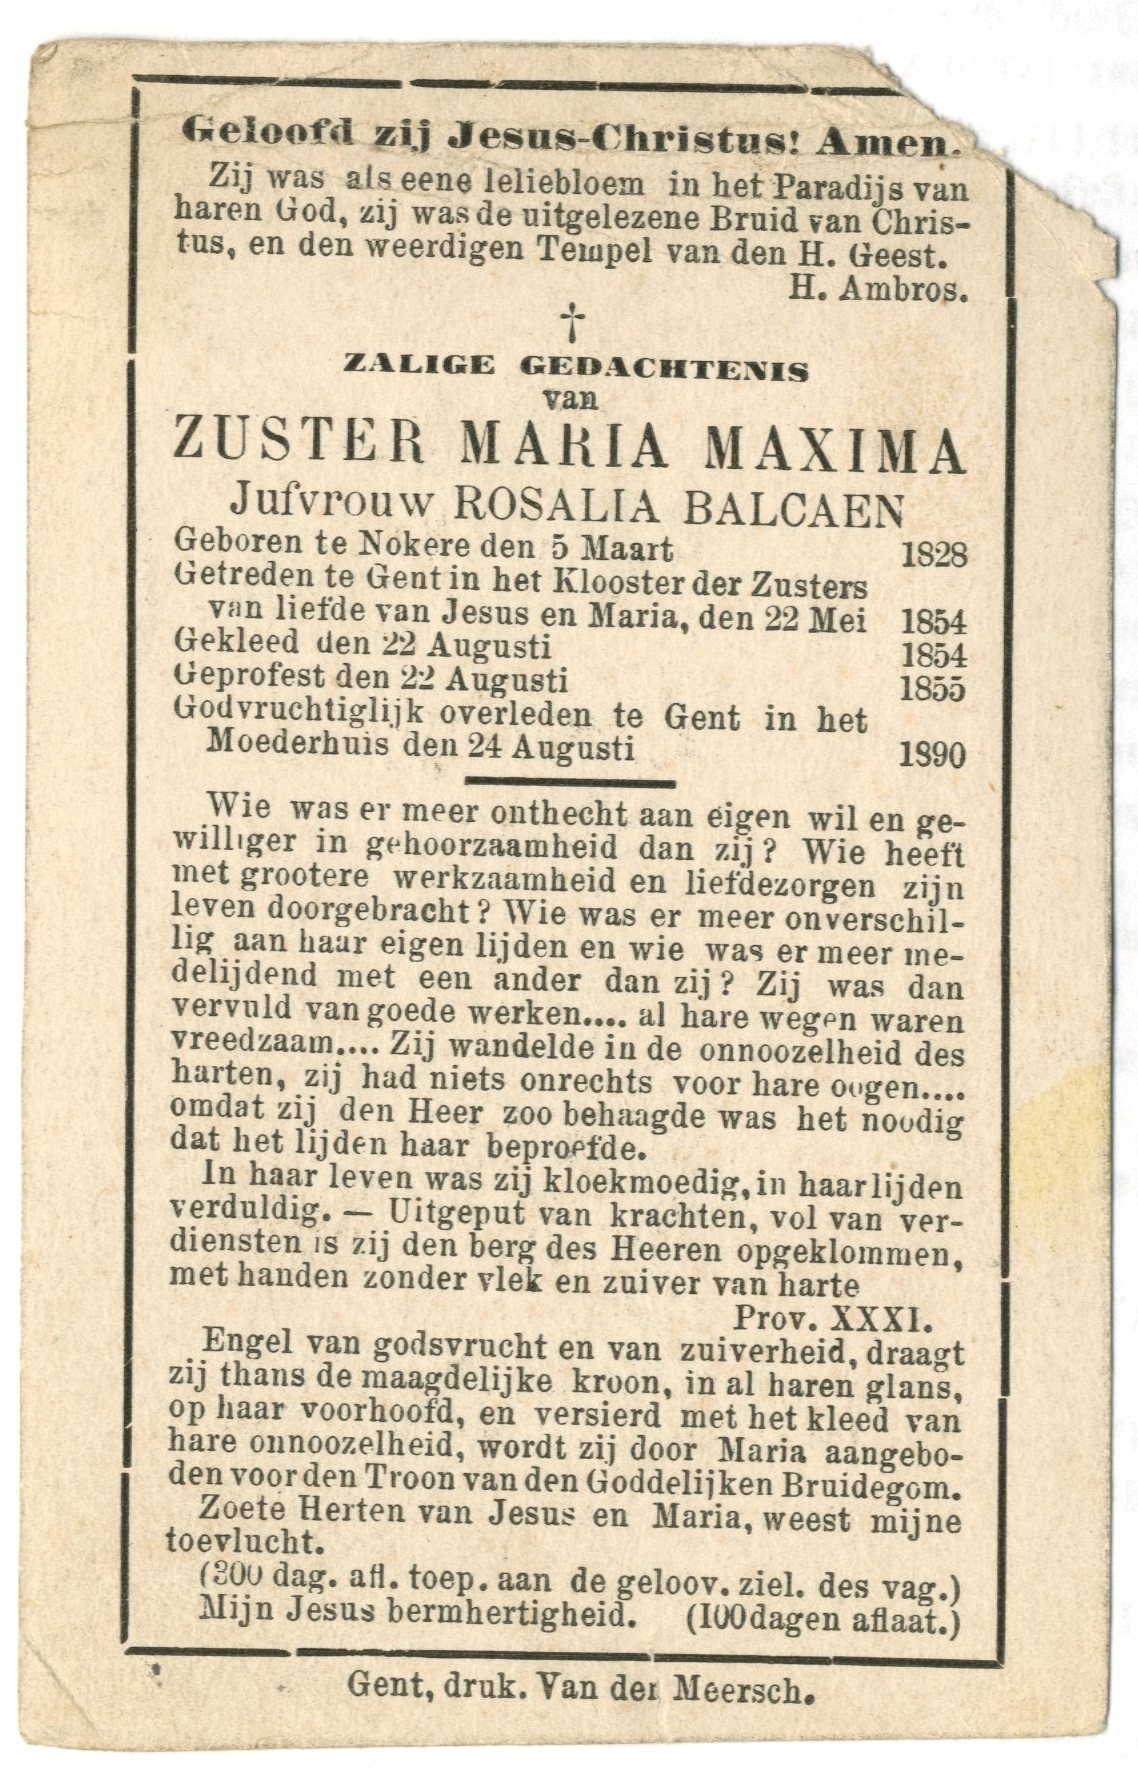 Geloofd zij Jesus-Christus! Amen.
Zij was als eene leliebloem in het Paradijs van
haren God, zij was de uitgelezene Bruid van Chris-
tus, en den weerdigen Tempel van den H. Geest.
H. Ambros.
†
ZALIGE GEDACHTENIS
van
ZUSTER MARIA MAXIMA
Jufvrouw ROSALIA BALCAEN
Geboren te Nokere den 5 Maart 1828
Getreden te Gent in het Klooster der Zusters
van liefde van Jesus en Maria, den 22 Mei 1854
Gekleed den 22 Augusti 1854
Geprofest den 22 Augusti 1855
Godvruchtiglijk overleden te Gent in het
Moederhuis den 24 Augusti 1890
Wie was er meer onthecht aan eigen wil en ge-
williger in gehoorzaamheid dan zij? Wie heeft
met grootere werkzaamheid en liefdezorgen zijn
leven doorgebracht? Wie was er meer onverschil-
lig aan haar eigen lijden en wie was er meer me-
delijdend met een ander dan zij? Zij was dan
vervuld van goede werken.... al hare wegen waren
vreedzaam.... Zij wandelde in de onnoozelheid des
harten, zij had niets onrechts voor hare oogen....
omdat zij den Heer zoo behaagde was het noodig
dat het lijden haar beproefde.
In haar leven was zij kloekmoedig, in haar lijden
verduldig. — Uitgeput van krachten, vol van ver-
diensten is zij den berg des Heeren opgeklommen,
met handen zonder vlek en zuiver van harte
Prov. XXXI.
Engel van godsvrucht en van zuiverheid, draagt
zij thans de maagdelijke kroon, in al haren glans,
op haar voorhoofd, en versierd met het kleed van
hare onnoozelheid, wordt zij door Maria aangebo-
den voor den Troon van den Goddelijken Bruidegom.
Zoete Herten van Jesus en Maria, weest mijne
toevlucht.
(300 dag. afl. toep. aan de geloov. ziel. des vag.)
Mijn Jesus bermhertigheid. (100 dagen aflaat.)
Gent, druk. Van der Meersch.